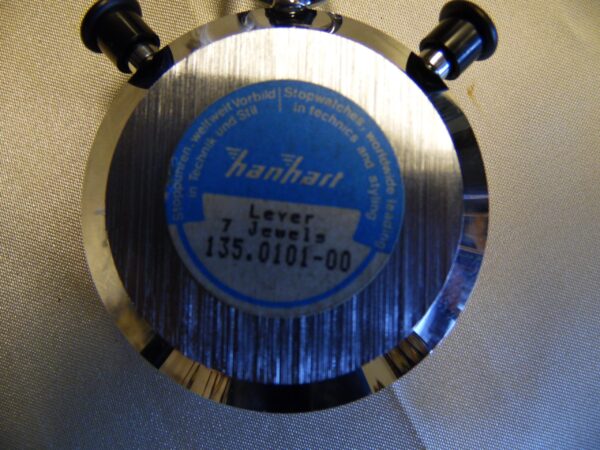 Stoppuhren, weltweit Vorbild
in Technik und Stil
Stopwatches, worldwide leading
in technics and styling
hanhart
Lever
7 Jewels
135.0101-00